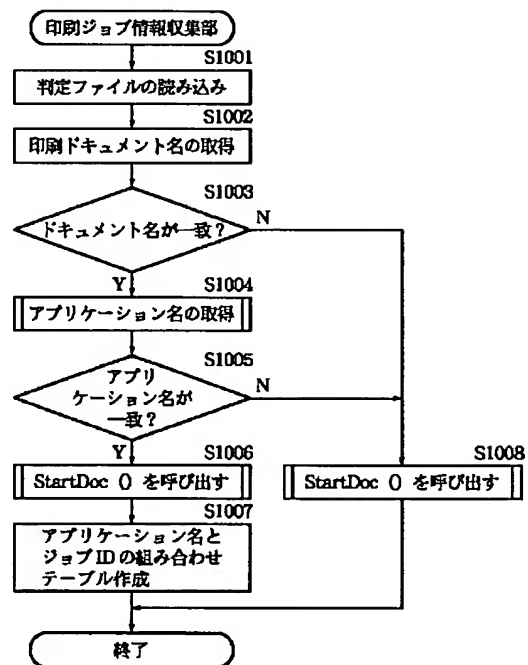 印刷ジョブ情報収集部
S1001
判定ファイルの読み込み
S1002
印刷ドキュメント名の取得
S1003
ドキュメント名が一致?
N
Y
S1004
アプリケーション名の取得
S1005
アプリ
ケーション名が
一致?
N
Y
S1006
StartDoc () を呼び出す
S1008
StartDoc () を呼び出す
S1007
アプリケーション名と
ジョブIDの組み合わせ
テーブル作成
終了